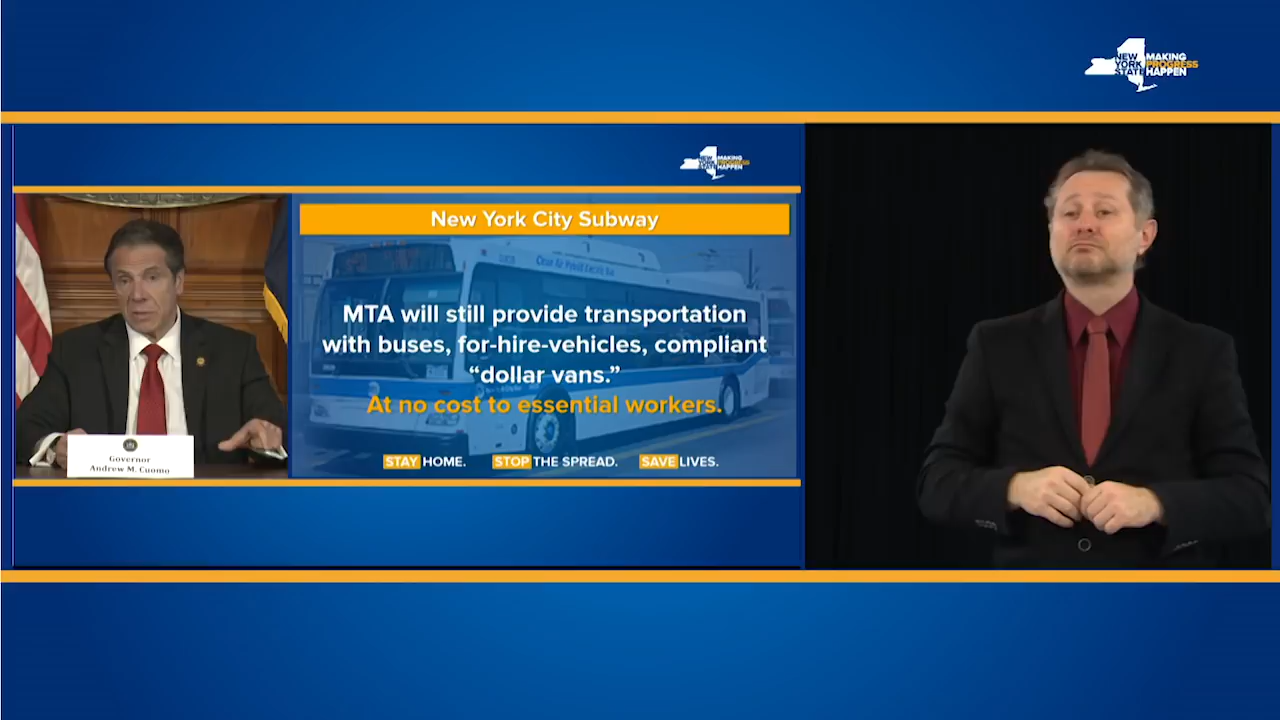 NEW
YORK
STATE
MAKING
PROGRESS
HAPPEN
NEW
YORK
STATE
MAKING
PROGRESS
HAPPEN
New York City Subway
MTA will still provide transportation
with buses, for-hire-vehicles, compliant
“dollar vans.”
At no cost to essential workers.
STAY HOME. STOP THE SPREAD. SAVE LIVES.
Governor
Andrew M. Cuomo